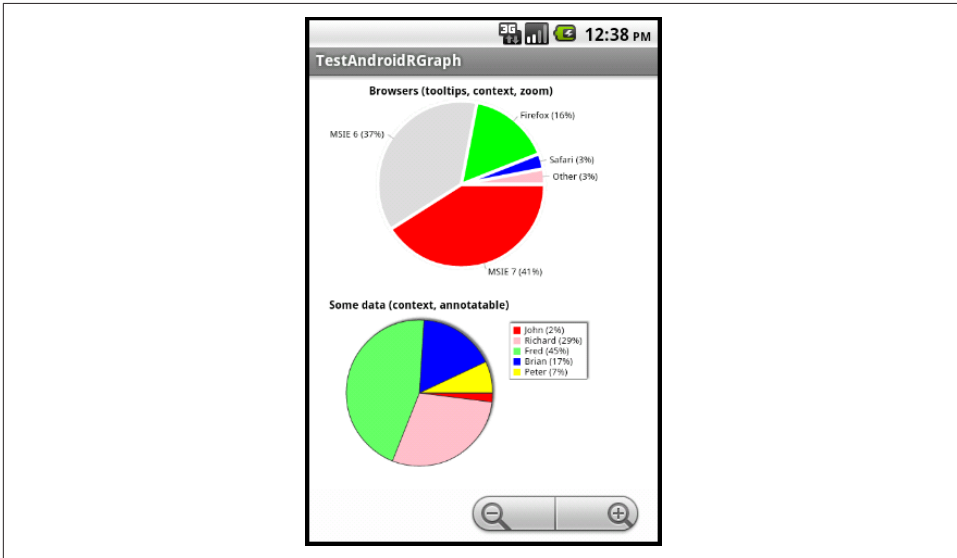 3G 12:38 PM
TestAndroidRGraph
Browsers (tooltips, context, zoom)
Firefox (16%)
MSIE 6 (37%)
Safari (3%)
Other (3%)
MSIE 7 (41%)
Some data (context, annotatable)
John (2%)
Richard (29%)
Fred (45%)
Brian (17%)
Peter (7%)